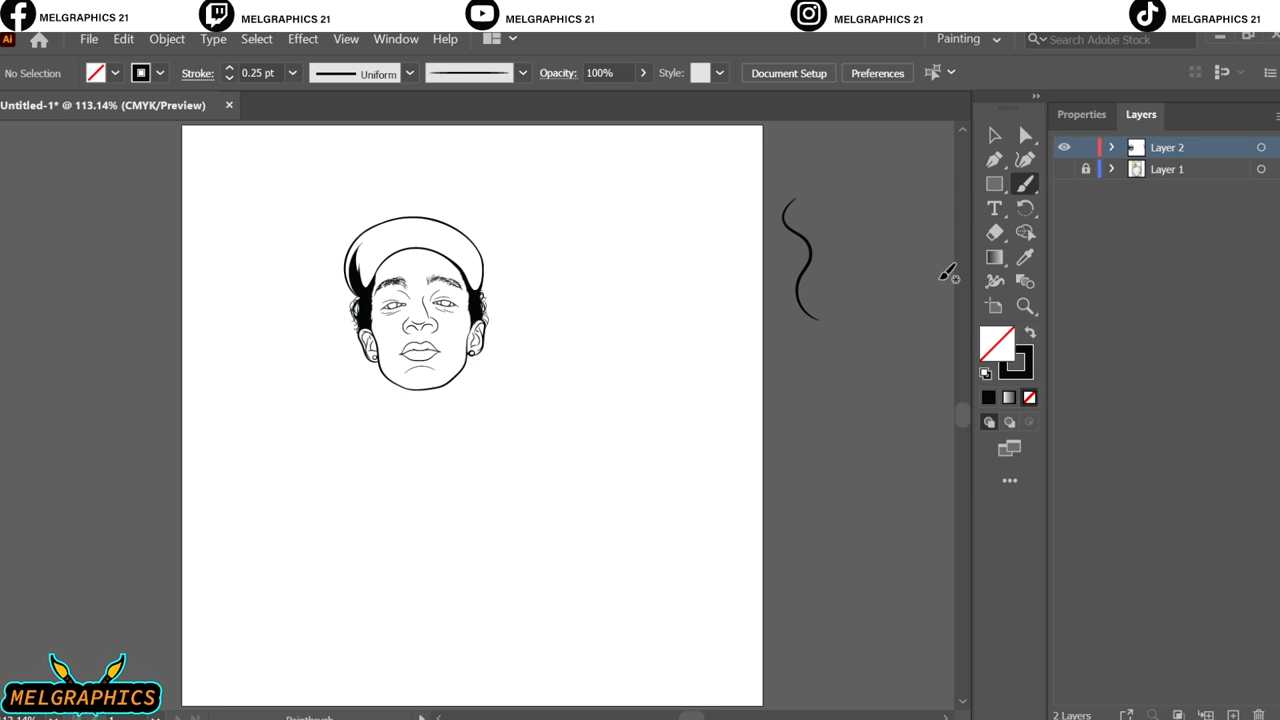 MELGRAPHICS 21 MELGRAPHICS 21 MELGRAPHICS 21 MELGRAPHICS 21 MELGRAPHICS 21
Ai File Edit Object Type Select Effect View Window Help Painting Search Adobe Stock
No Selection Stroke: 0.25 pt Uniform Opacity: 100% Style: Document Setup Preferences
Untitled-1* @ 113.14% (CMYK/Preview)
Properties Layers
Layer 2
Layer 1
MELGRAPHICS
2 Layers
Paintbrush